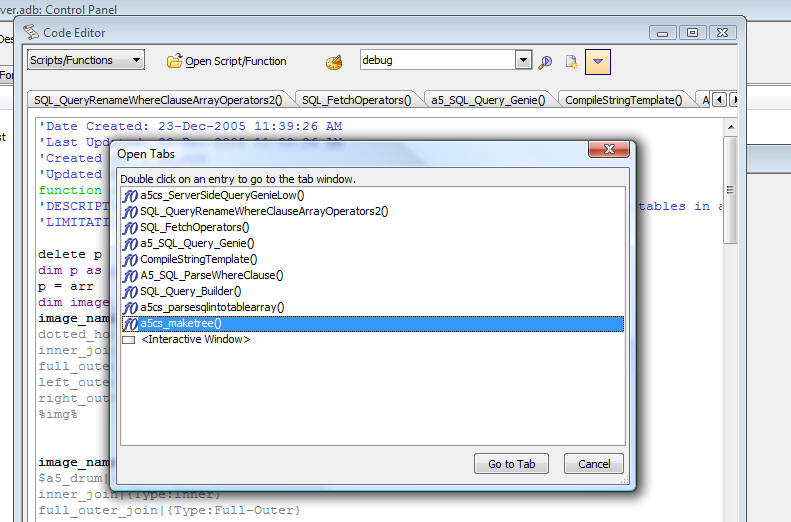 ver.adb: Control Panel
Code Editor
Scripts/Functions
Open Script/Function
debug
SQL_QueryRenameWhereClauseArrayOperators2()
SQL_FetchOperators()
a5_SQL_Query_Genie()
CompileStringTemplate()
A
'Date Created: 23-Dec-2005 11:39:26 AM
'Last Up
'Created
'Updated
function
'DESCRIPT
tables in a
'LIMITATI
delete p
dim p as
p = arr
dim image
image_nam
dotted_ho
inner_joi
full_oute
left_oute
right_out
%img%
image_nam
$a5_drum|
inner_join|{Type:Inner}
full_outer_join|{Type:Full-Outer}
Open Tabs
Double click on an entry to go to the tab window.
f() a5cs_ServerSideQueryGenieLow()
f() SQL_QueryRenameWhereClauseArrayOperators2()
f() SQL_FetchOperators()
f() a5_SQL_Query_Genie()
f() CompileStringTemplate()
f() A5_SQL_ParseWhereClause()
f() SQL_Query_Builder()
f() a5cs_parsesqlintotablearray()
f() a5cs_maketree()
<Interactive Window>
Go to Tab
Cancel